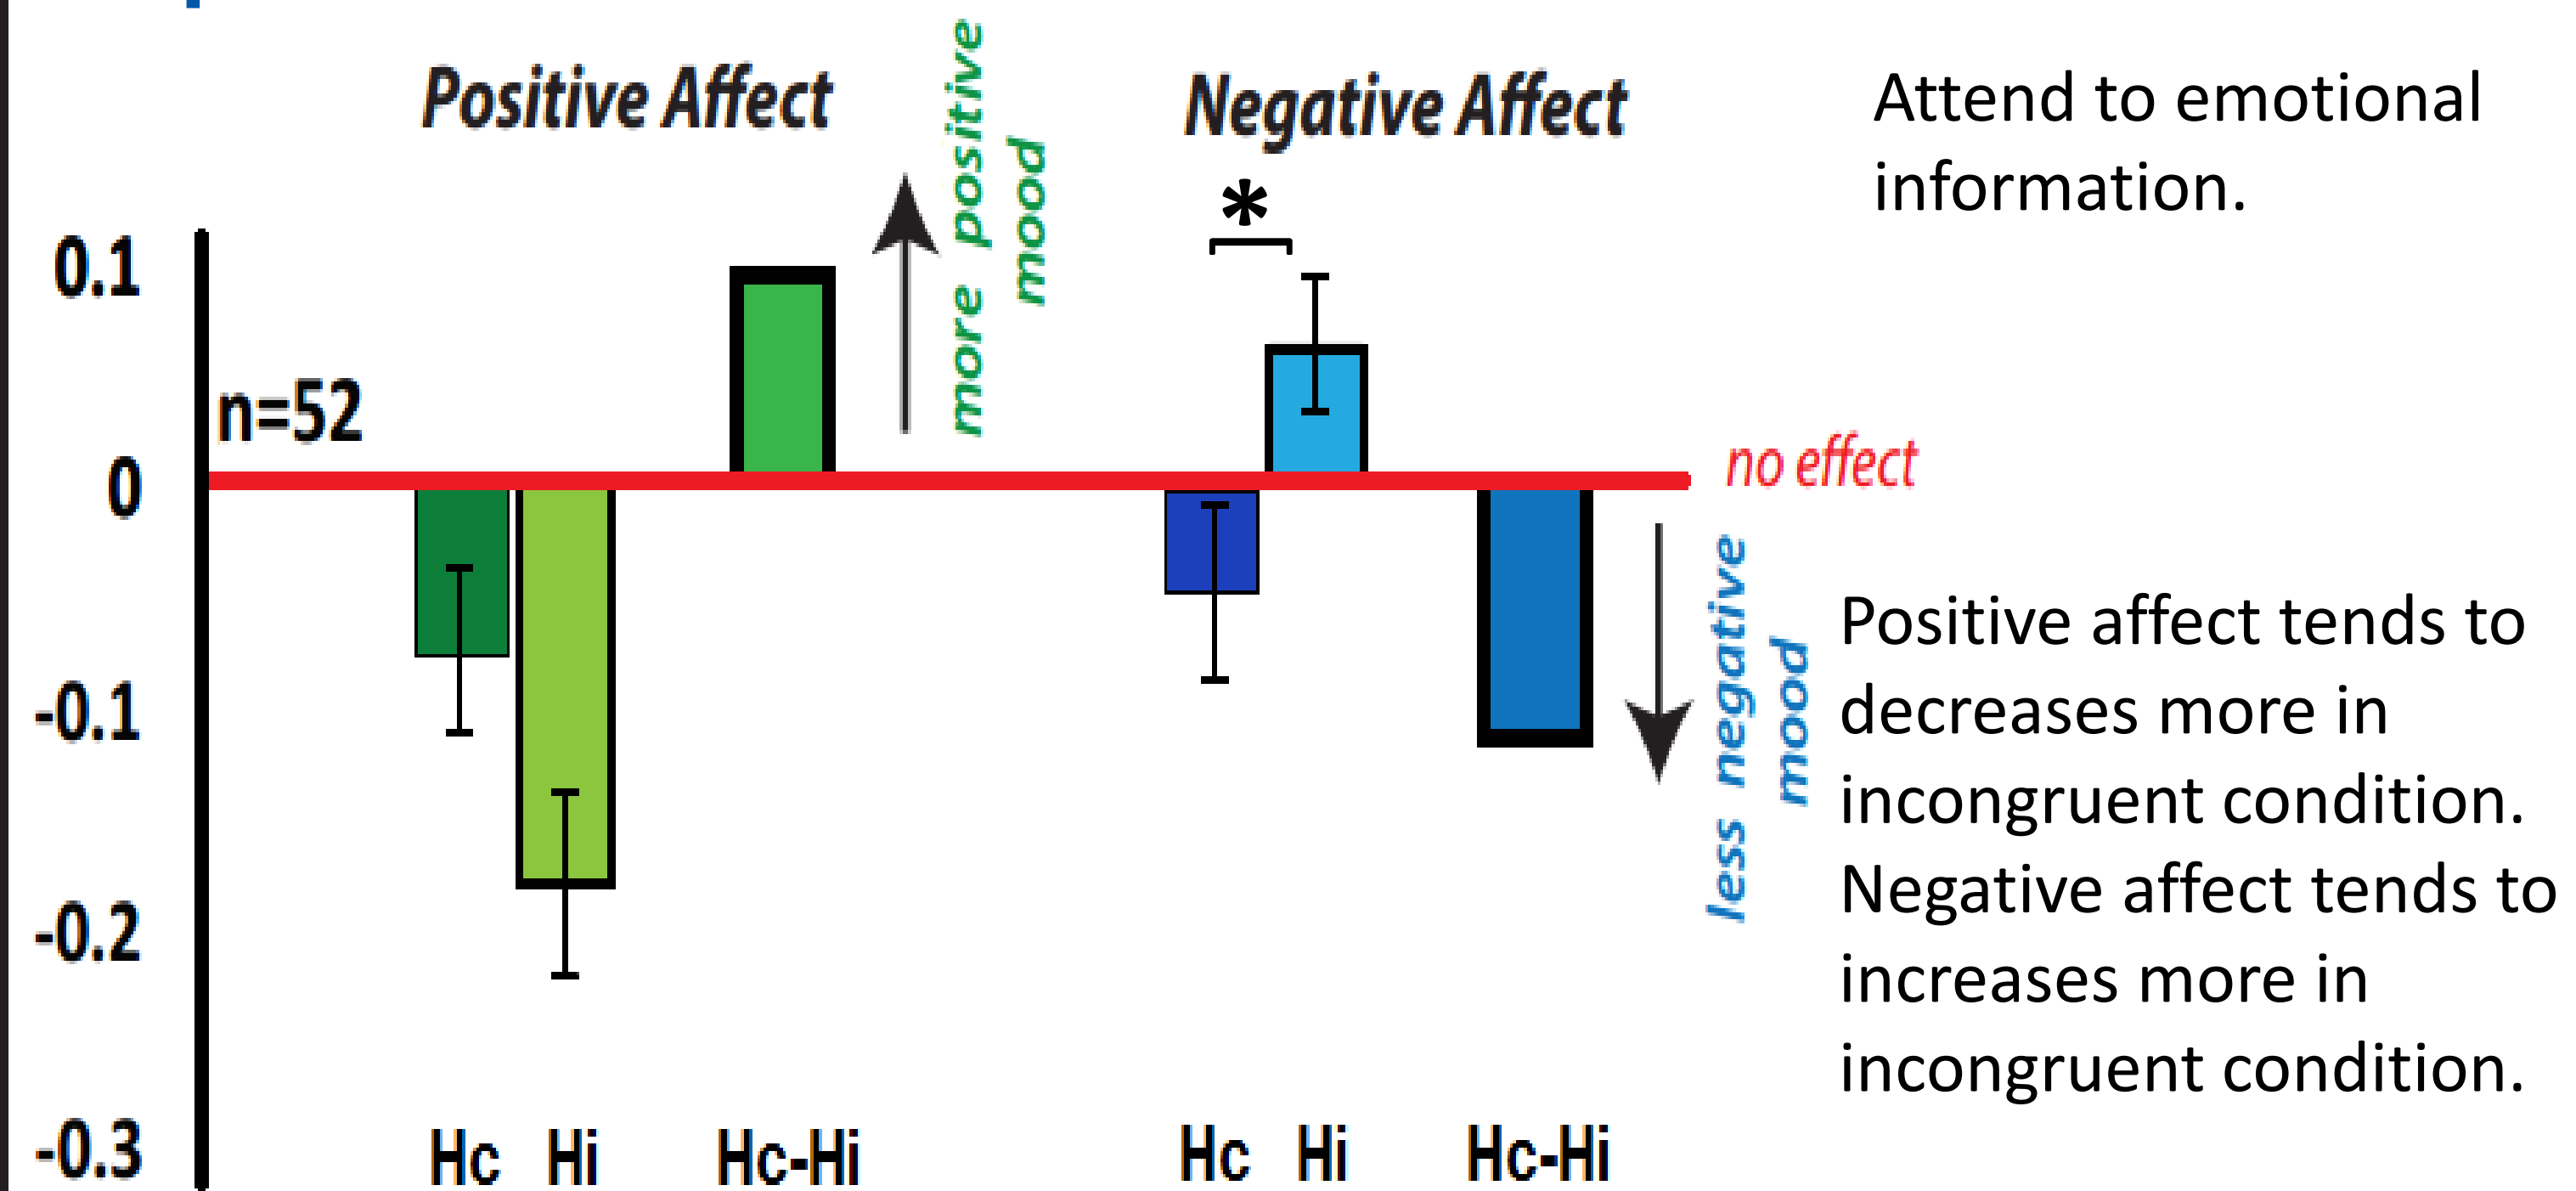 Positive Affect
more positive
mood
Negative Affect
*
Attend to emotional
information.
0.1
n=52
0
no effect
-0.1
-0.2
-0.3
less negative
mood
Positive affect tends to
decreases more in
incongruent condition.
Negative affect tends to
increases more in
incongruent condition.
Hc Hi Hc-Hi
Hc Hi Hc-Hi